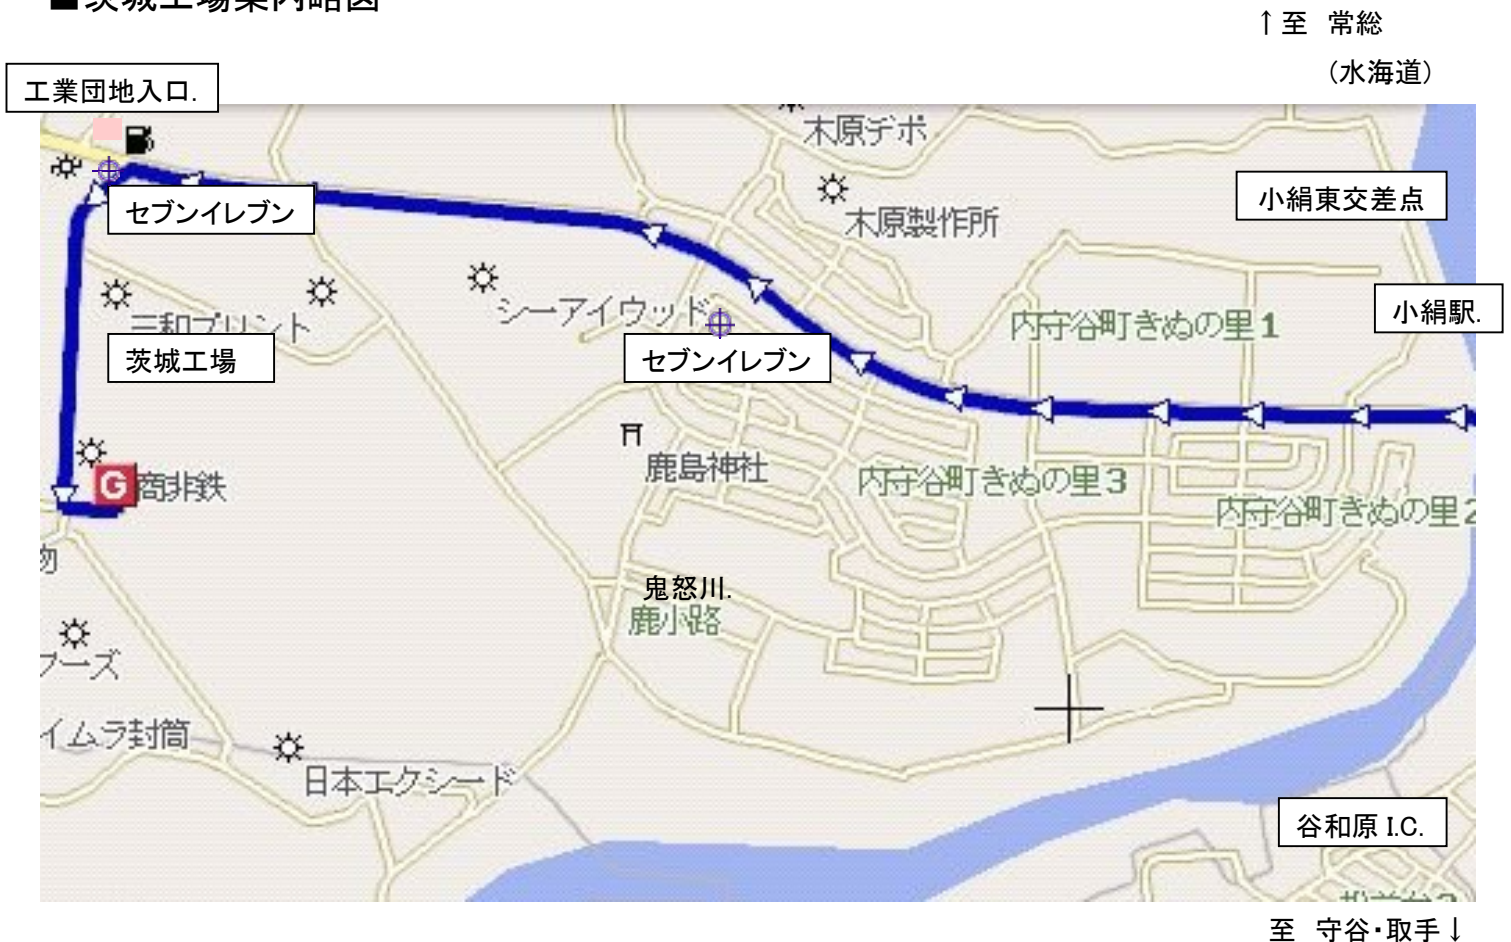 ■茨城工場案内略図
↑至 常総
(水海道)
工業団地入口.
木原デポ
セブンイレブン
木原製作所
小絹東交差点
三和プリント
シーアイウッド
内守谷町きぬの里1
小絹駅.
茨城工場
セブンイレブン
鹿島神社
内守谷町きぬの里3
G
商非鉄
内守谷町きぬの里2
物
鬼怒川.
鹿小路
フーズ
イムラ封筒
日本エクシード
谷和原 I.C.
至 守谷・取手↓